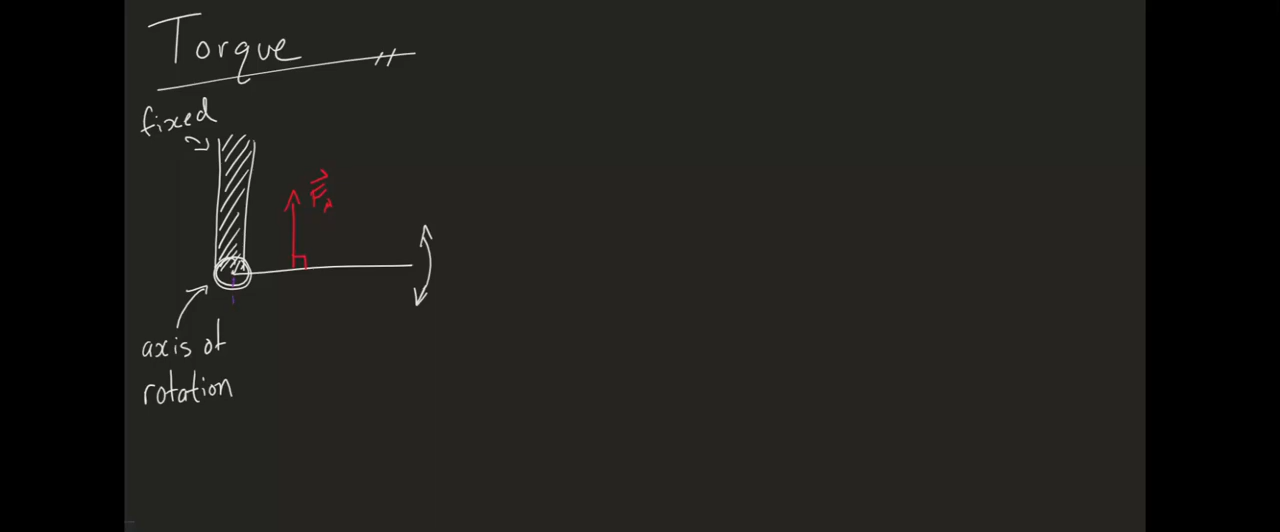 Torque
fixed
F⃗
axis of
rotation